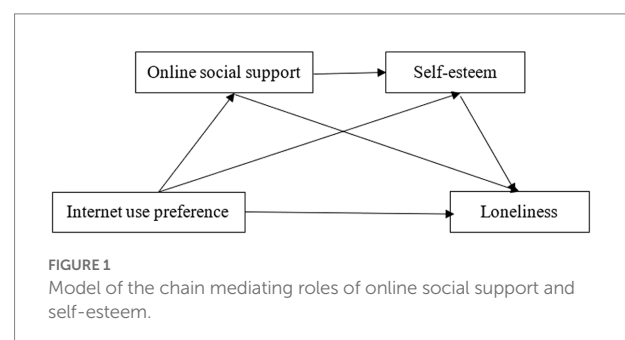 Online social support
Self-esteem
Internet use preference
Loneliness
FIGURE 1
Model of the chain mediating roles of online social support and
self-esteem.